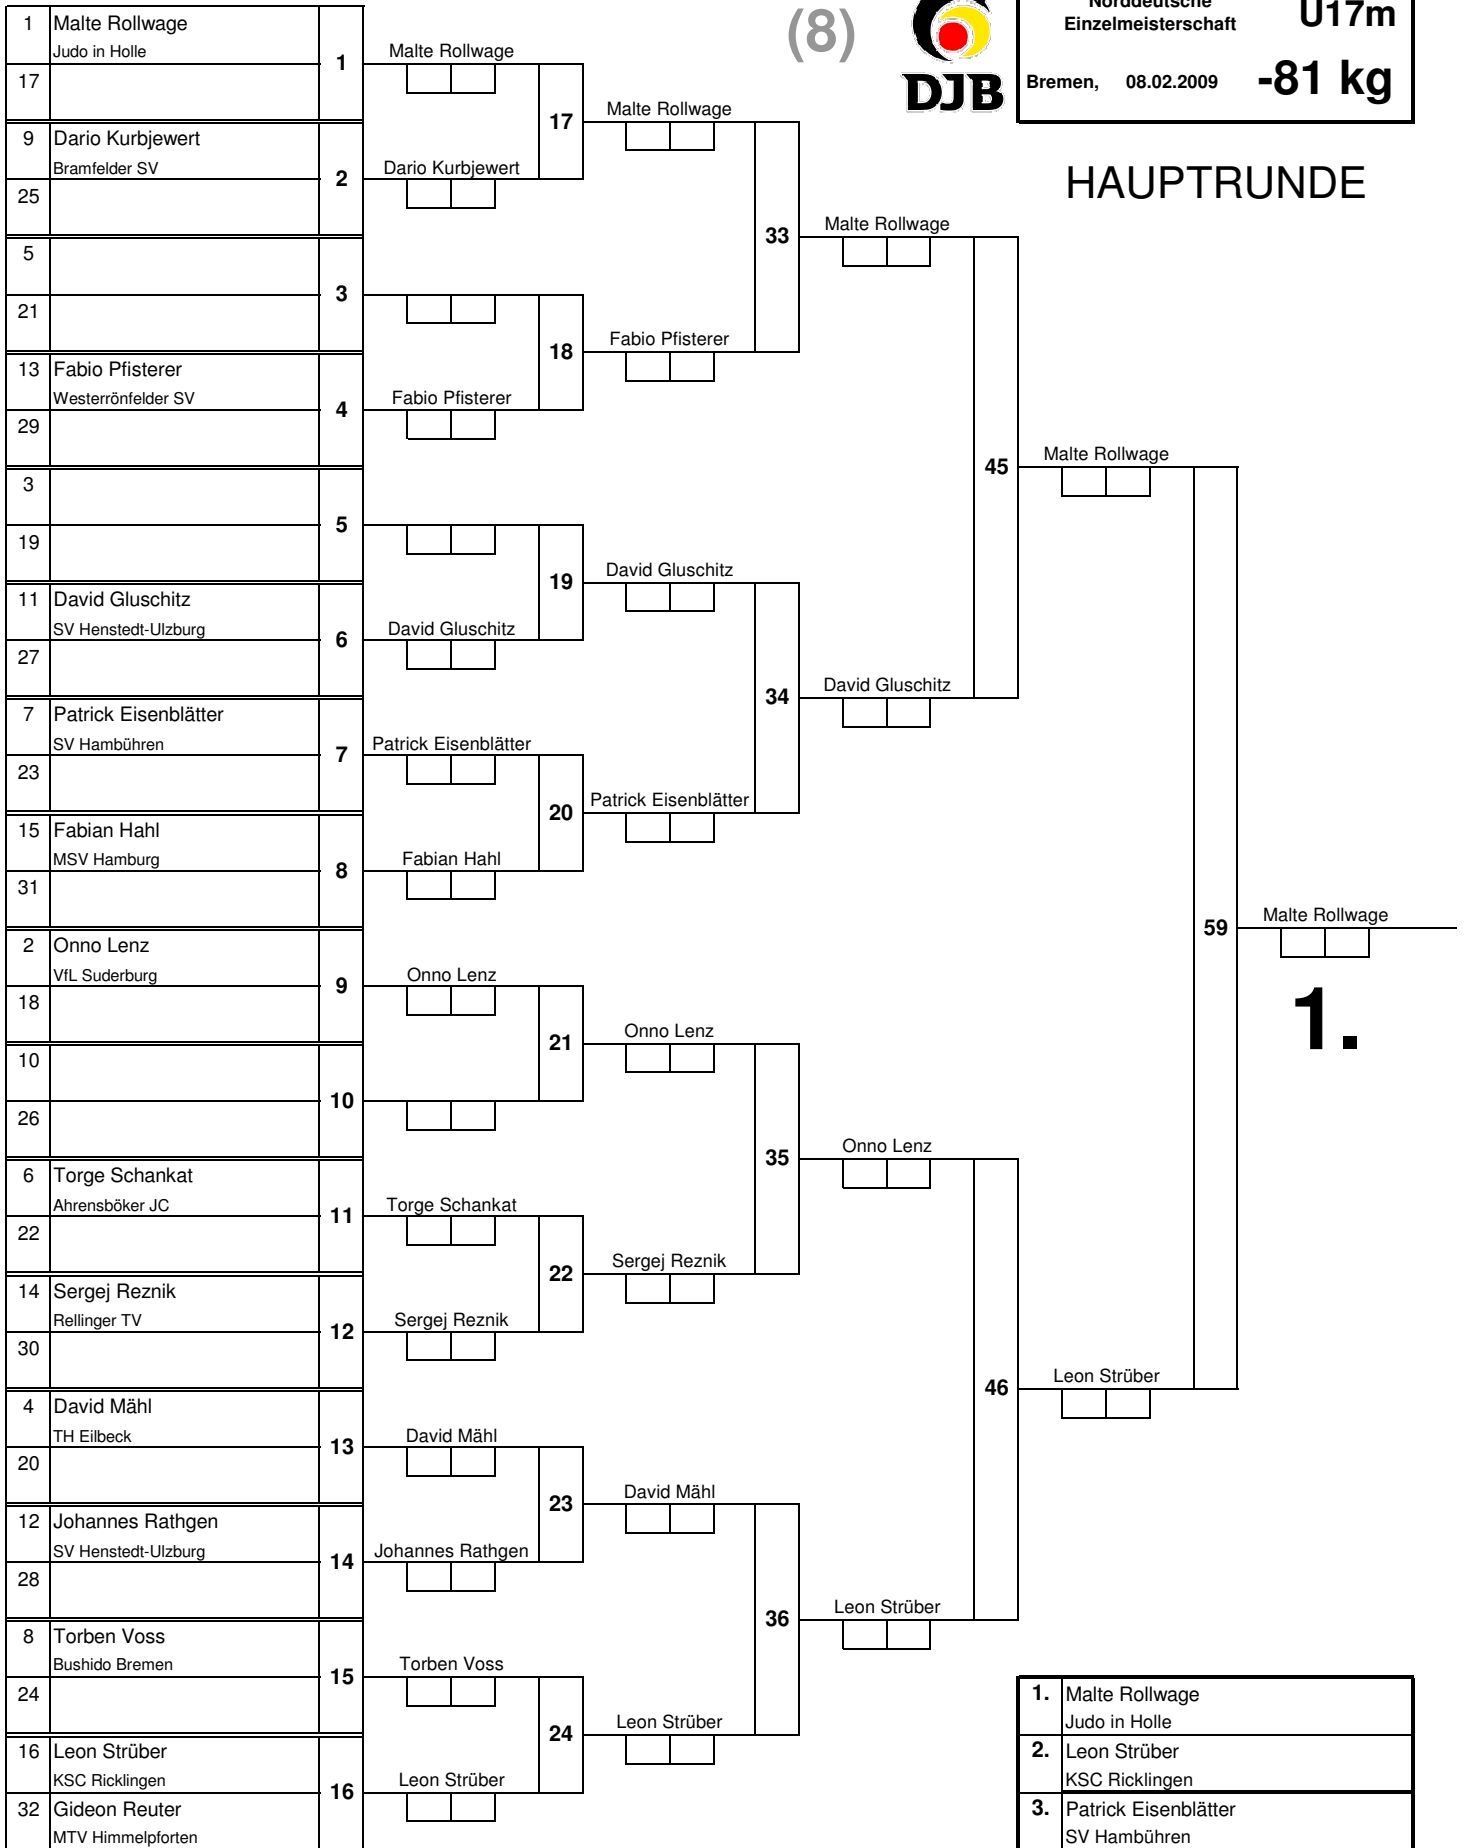 (8)
DJB
Norddeutsche
Einzelmeisterschaft
U17m
Bremen, 08.02.2009 -81 kg
HAUPTRUNDE
1 Malte Rollwage
Judo in Holle
1
17
9 Dario Kurbjewert
Bramfelder SV
2
25
5
3
21
13 Fabio Pfisterer
Westerrönfelder SV
4
29
3
5
19
11 David Gluschitz
SV Henstedt-Ulzburg
6
27
7 Patrick Eisenblätter
SV Hambühren
7
23
15 Fabian Hahl
MSV Hamburg
8
31
2 Onno Lenz
VfL Suderburg
9
18
10
10
26
6 Torge Schankat
Ahrensböker JC
11
22
14 Sergej Reznik
Rellinger TV
12
30
4 David Mähl
TH Eilbeck
13
20
12 Johannes Rathgen
SV Henstedt-Ulzburg
14
28
8 Torben Voss
Bushido Bremen
15
24
16 Leon Strüber
KSC Ricklingen
16
32 Gideon Reuter
MTV Himmelpforten
Malte Rollwage
17
Dario Kurbjewert
18
Fabio Pfisterer
19
David Gluschitz
Patrick Eisenblätter
20
Fabian Hahl
Onno Lenz
21
Torge Schankat
22
Sergej Reznik
David Mähl
23
Johannes Rathgen
Torben Voss
24
Leon Strüber
Malte Rollwage
33
Fabio Pfisterer
David Gluschitz
34
Patrick Eisenblätter
Onno Lenz
35
Sergej Reznik
David Mähl
36
Leon Strüber
Malte Rollwage
45
David Gluschitz
Onno Lenz
46
Leon Strüber
Malte Rollwage
59
Leon Strüber
Malte Rollwage
1.
1. Malte Rollwage
Judo in Holle
2. Leon Strüber
KSC Ricklingen
3. Patrick Eisenblätter
SV Hambühren